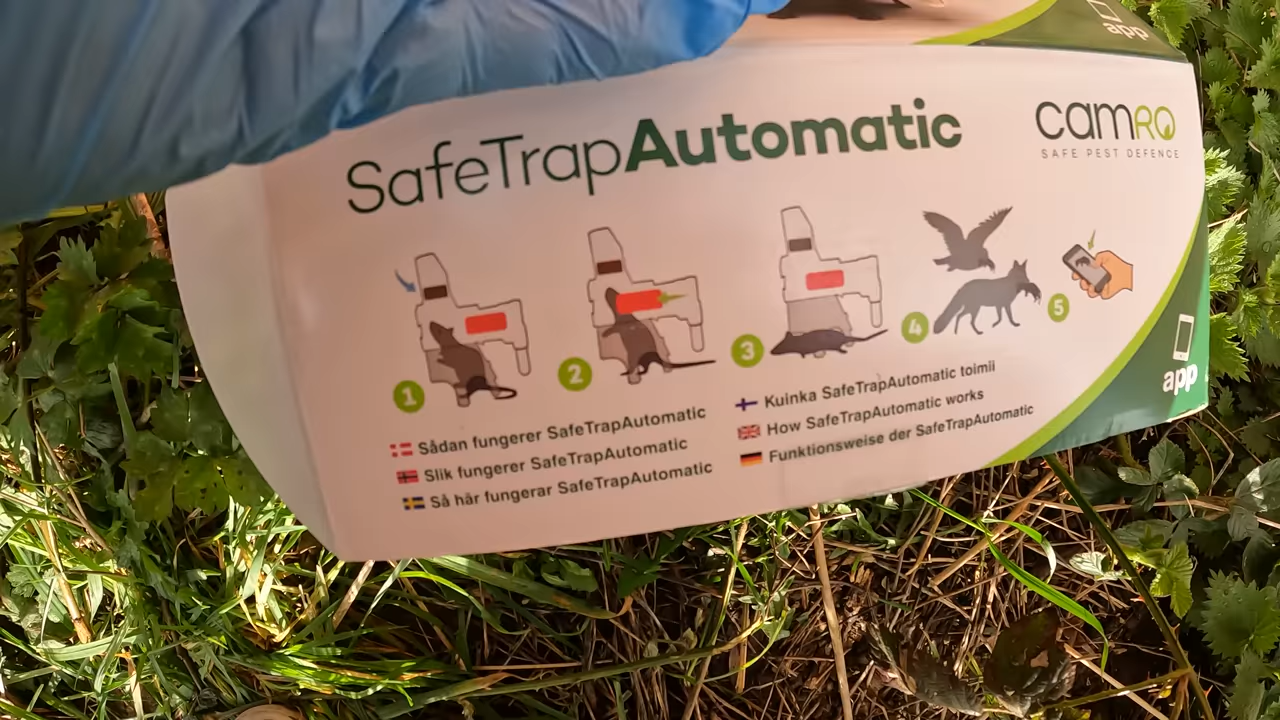 app
SafeTrapAutomatic
camRO
SAFE PEST DEFENCE
1
2
3
4
5
Sådan fungerer SafeTrapAutomatic
Slik fungerer SafeTrapAutomatic
Så här fungerar SafeTrapAutomatic
Kuinka SafeTrapAutomatic toimii
How SafeTrapAutomatic works
Funktionsweise der SafeTrapAutomatic
app